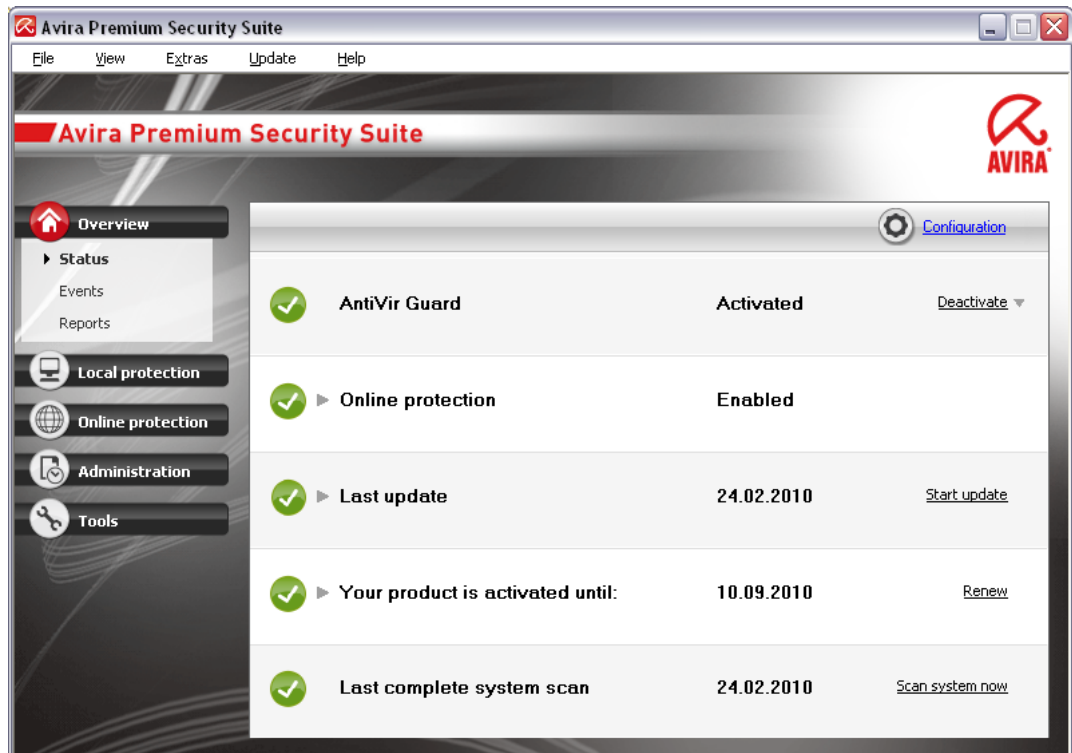 Avira Premium Security Suite
File View Extras Update Help
Avira Premium Security Suite
AVIRA
Overview
Status
Events
Reports
Local protection
Online protection
Administration
Tools
Configuration
AntiVir Guard Activated Deactivate
Online protection Enabled
Last update 24.02.2010 Start update
Your product is activated until: 10.09.2010 Renew
Last complete system scan 24.02.2010 Scan system now